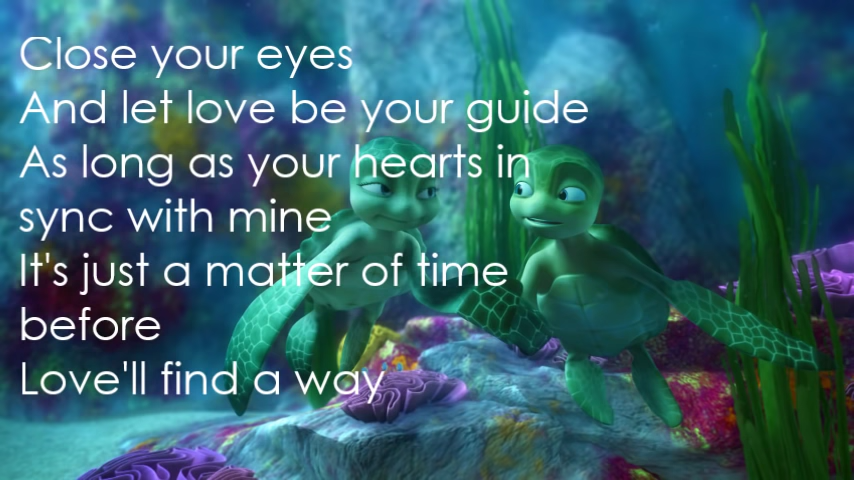 Close your eyes
And let love be your guide
As long as your hearts in
sync with mine
It's just a matter of time
before
Love'll find a way